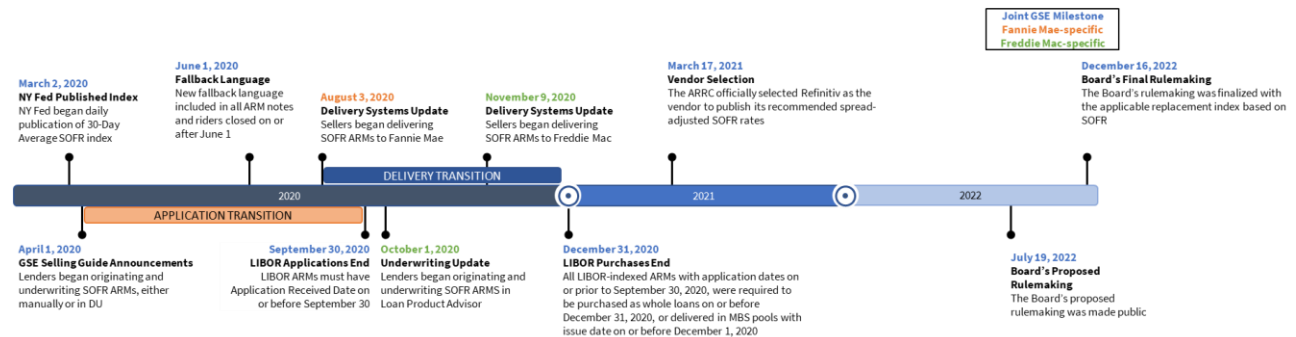 Joint GSE Milestone
Fannie Mae-specific
Freddie Mac-specific
March 2, 2020
NY Fed Published Index
NY Fed began daily
publication of 30-Day
Average SOFR index
June 1, 2020
Fallback Language
New fallback language
included in all ARM notes
and riders closed on or
after June 1
August 3, 2020
Delivery Systems Update
Sellers began delivering
SOFR ARMs to Fannie Mae
November 9, 2020
Delivery Systems Update
Sellers began delivering
SOFR ARMs to Freddie Mac
March 17, 2021
Vendor Selection
The ARRC officially selected Refinitiv as the
vendor to publish its recommended spread-
adjusted SOFR rates
December 16, 2022
Board's Final Rulemaking
The Board's rulemaking was finalized with
the applicable replacement index based on
SOFR
DELIVERY TRANSITION
2020
2021
2022
APPLICATION TRANSITION
April 1, 2020
GSE Selling Guide Announcements
Lenders began originating and
underwriting SOFR ARMs, either
manually or in DU
September 30, 2020
LIBOR Applications End
LIBOR ARMs must have
Application Received Date on
or before September 30
October 1, 2020
Underwriting Update
Lenders began originating and
underwriting SOFR ARMS in
Loan Product Advisor
December 31, 2020
LIBOR Purchases End
All LIBOR-indexed ARMs with application dates on
or prior to September 30, 2020, were required to
be purchased as whole loans on or before
December 31, 2020, or delivered in MBS pools with
issue date on or before December 1, 2020
July 19, 2022
Board's Proposed
Rulemaking
The Board's proposed
rulemaking was made public